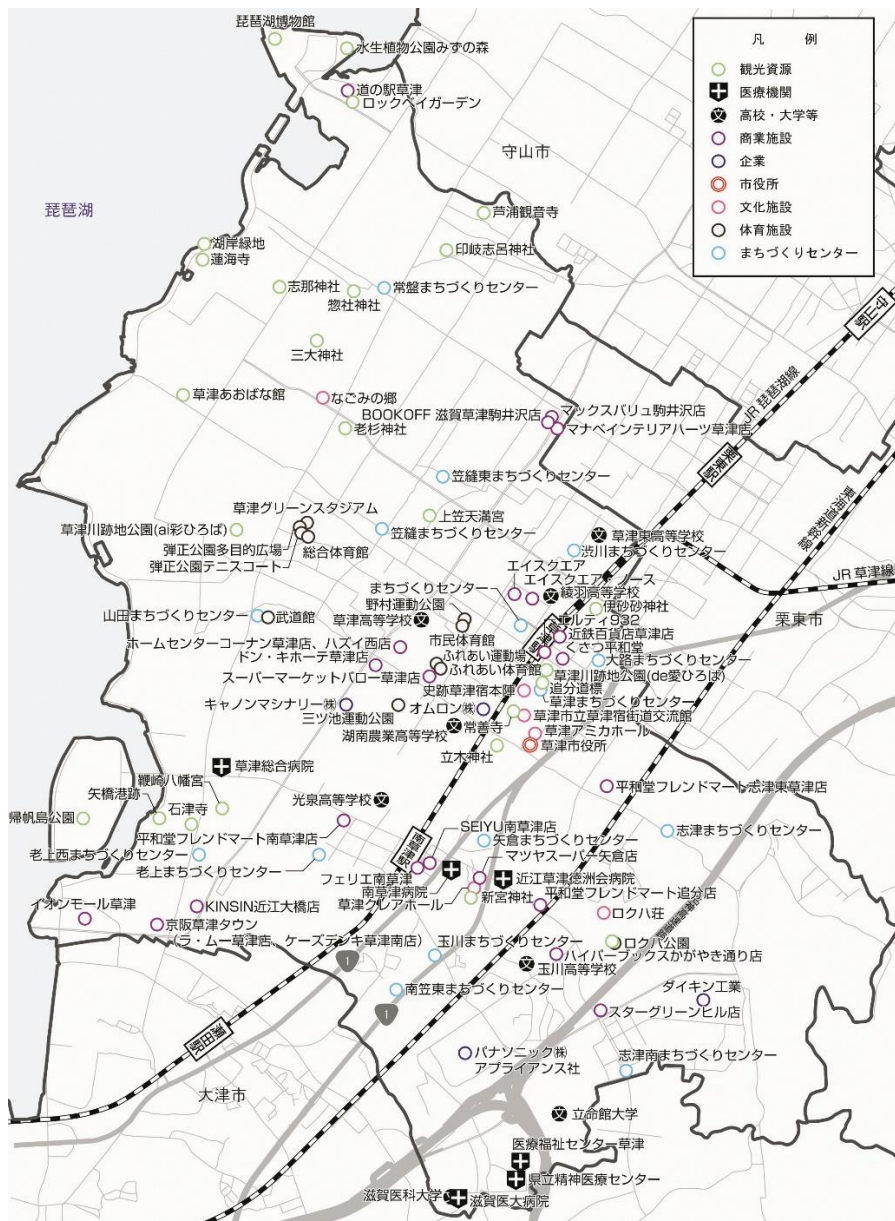 琵琶湖博物館
水生植物公園みずの森
道の駅草津
ロックベイガーデン
凡　例
観光資源
医療機関
高校・大学等
商業施設
企業
市役所
文化施設
体育施設
まちづくりセンター
守山市
琵琶湖
芦浦観音寺
印岐志呂神社
湖岸緑地
蓮海寺
志那神社
惣社神社
常盤まちづくりセンター
守山駅
三大神社
JR 琵琶湖線
草津あおばな館
なごみの郷
BOOKOFF 滋賀草津駒井沢店
マックスバリュ駒井沢店
マナベインテリアハーツ草津店
老杉神社
栗東駅
東海道新幹線
笠縫東まちづくりセンター
草津グリーンスタジアム
上笠天満宮
草津川跡地公園(ai彩ひろば)
笠縫まちづくりセンター
弾正公園多目的広場
総合体育館
弾正公園テニスコート
草津東高等学校
渋川まちづくりセンター
JR 草津線
エイスクエア
エイスクエア・ノース
まちづくりセンター
綾羽高等学校
野村運動公園
伊砂砂神社
栗東市
山田まちづくりセンター
武道館
草津高等学校
エルティ932
草津駅
近鉄百貨店草津店
市民体育館
くさつ平和堂
ホームセンターコーナン草津店、ハズイ西店
ふれあい運動場
大路まちづくりセンター
ドン・キホーテ草津店
ふれあい体育館
草津川跡地公園(de愛ひろば)
スーパーマーケットバロー草津店
史跡草津宿本陣
追分道標
草津まちづくりセンター
キャノンマシナリー㈱
オムロン㈱
三ツ池運動公園
常善寺
草津市立草津宿街道交流館
湖南農業高等学校
草津アミカホール
立木神社
草津市役所
草津総合病院
鞭崎八幡宮
平和堂フレンドマート志津東草津店
矢橋港跡
石津寺
光泉高等学校
帰帆島公園
平和堂フレンドマート南草津店
SEIYU南草津店
志津まちづくりセンター
南草津駅
矢倉まちづくりセンター
老上西まちづくりセンター
老上まちづくりセンター
フェリエ南草津
マツヤスーパー矢倉店
南草津病院
近江草津徳洲会病院
草津クレアホール
新宮神社
平和堂フレンドマート追分店
イオンモール草津
KINSIN近江大橋店
ロクハ荘
京阪草津タウン
(ラ・ムー草津店、ケーズデンキ草津南店)
玉川まちづくりセンター
ロクハ公園
ハイパーブックスかがやき通り店
1
玉川高等学校
南笠東まちづくりセンター
ダイキン工業
1
スターグリーンヒル店
瀬田駅
パナソニック㈱
アプライアンス社
志津南まちづくりセンター
大津市
立命館大学
医療福祉センター草津
県立精神医療センター
滋賀医科大学
滋賀医大病院